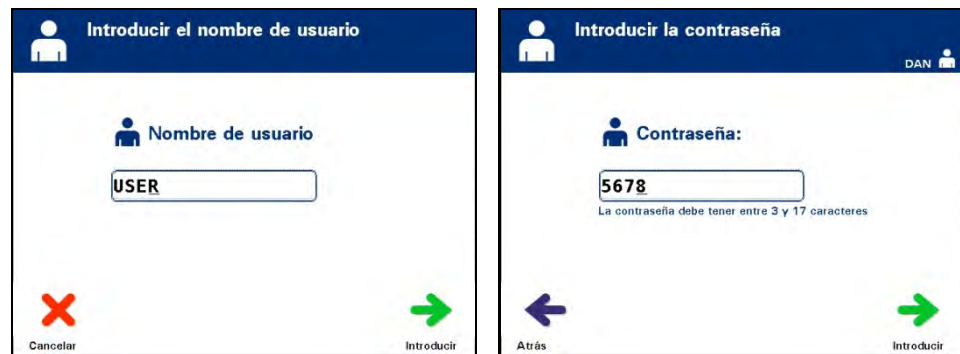 Introducir el nombre de usuario
Nombre de usuario
USER
Cancelar
Introducir
Introducir la contraseña
DAN
Contraseña:
5678
La contraseña debe tener entre 3 y 17 caracteres
Atrás
Introducir